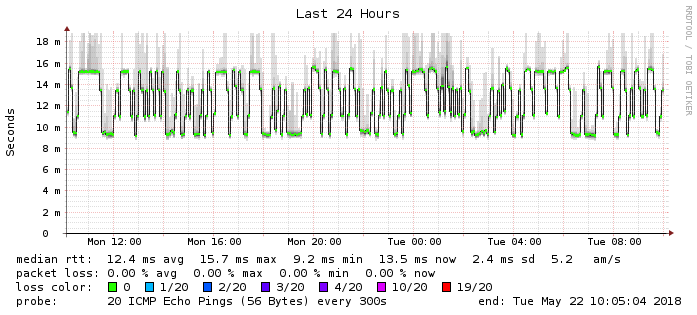 Last 24 Hours
RRDTOOL / TOBI OETIKER
Seconds
18 m
16 m
14 m
12 m
10 m
8 m
6 m
4 m
2 m
0
Mon 12:00 Mon 16:00 Mon 20:00 Tue 00:00 Tue 04:00 Tue 08:00
median rtt: 12.4 ms avg 15.7 ms max 9.2 ms min 13.5 ms now 2.4 ms sd 5.2 am/s
packet loss: 0.00 % avg 0.00 % max 0.00 % min 0.00 % now
loss color: 0 1/20 2/20 3/20 4/20 10/20 19/20
probe: 20 ICMP Echo Pings (56 Bytes) every 300s end: Tue May 22 10:05:04 2018